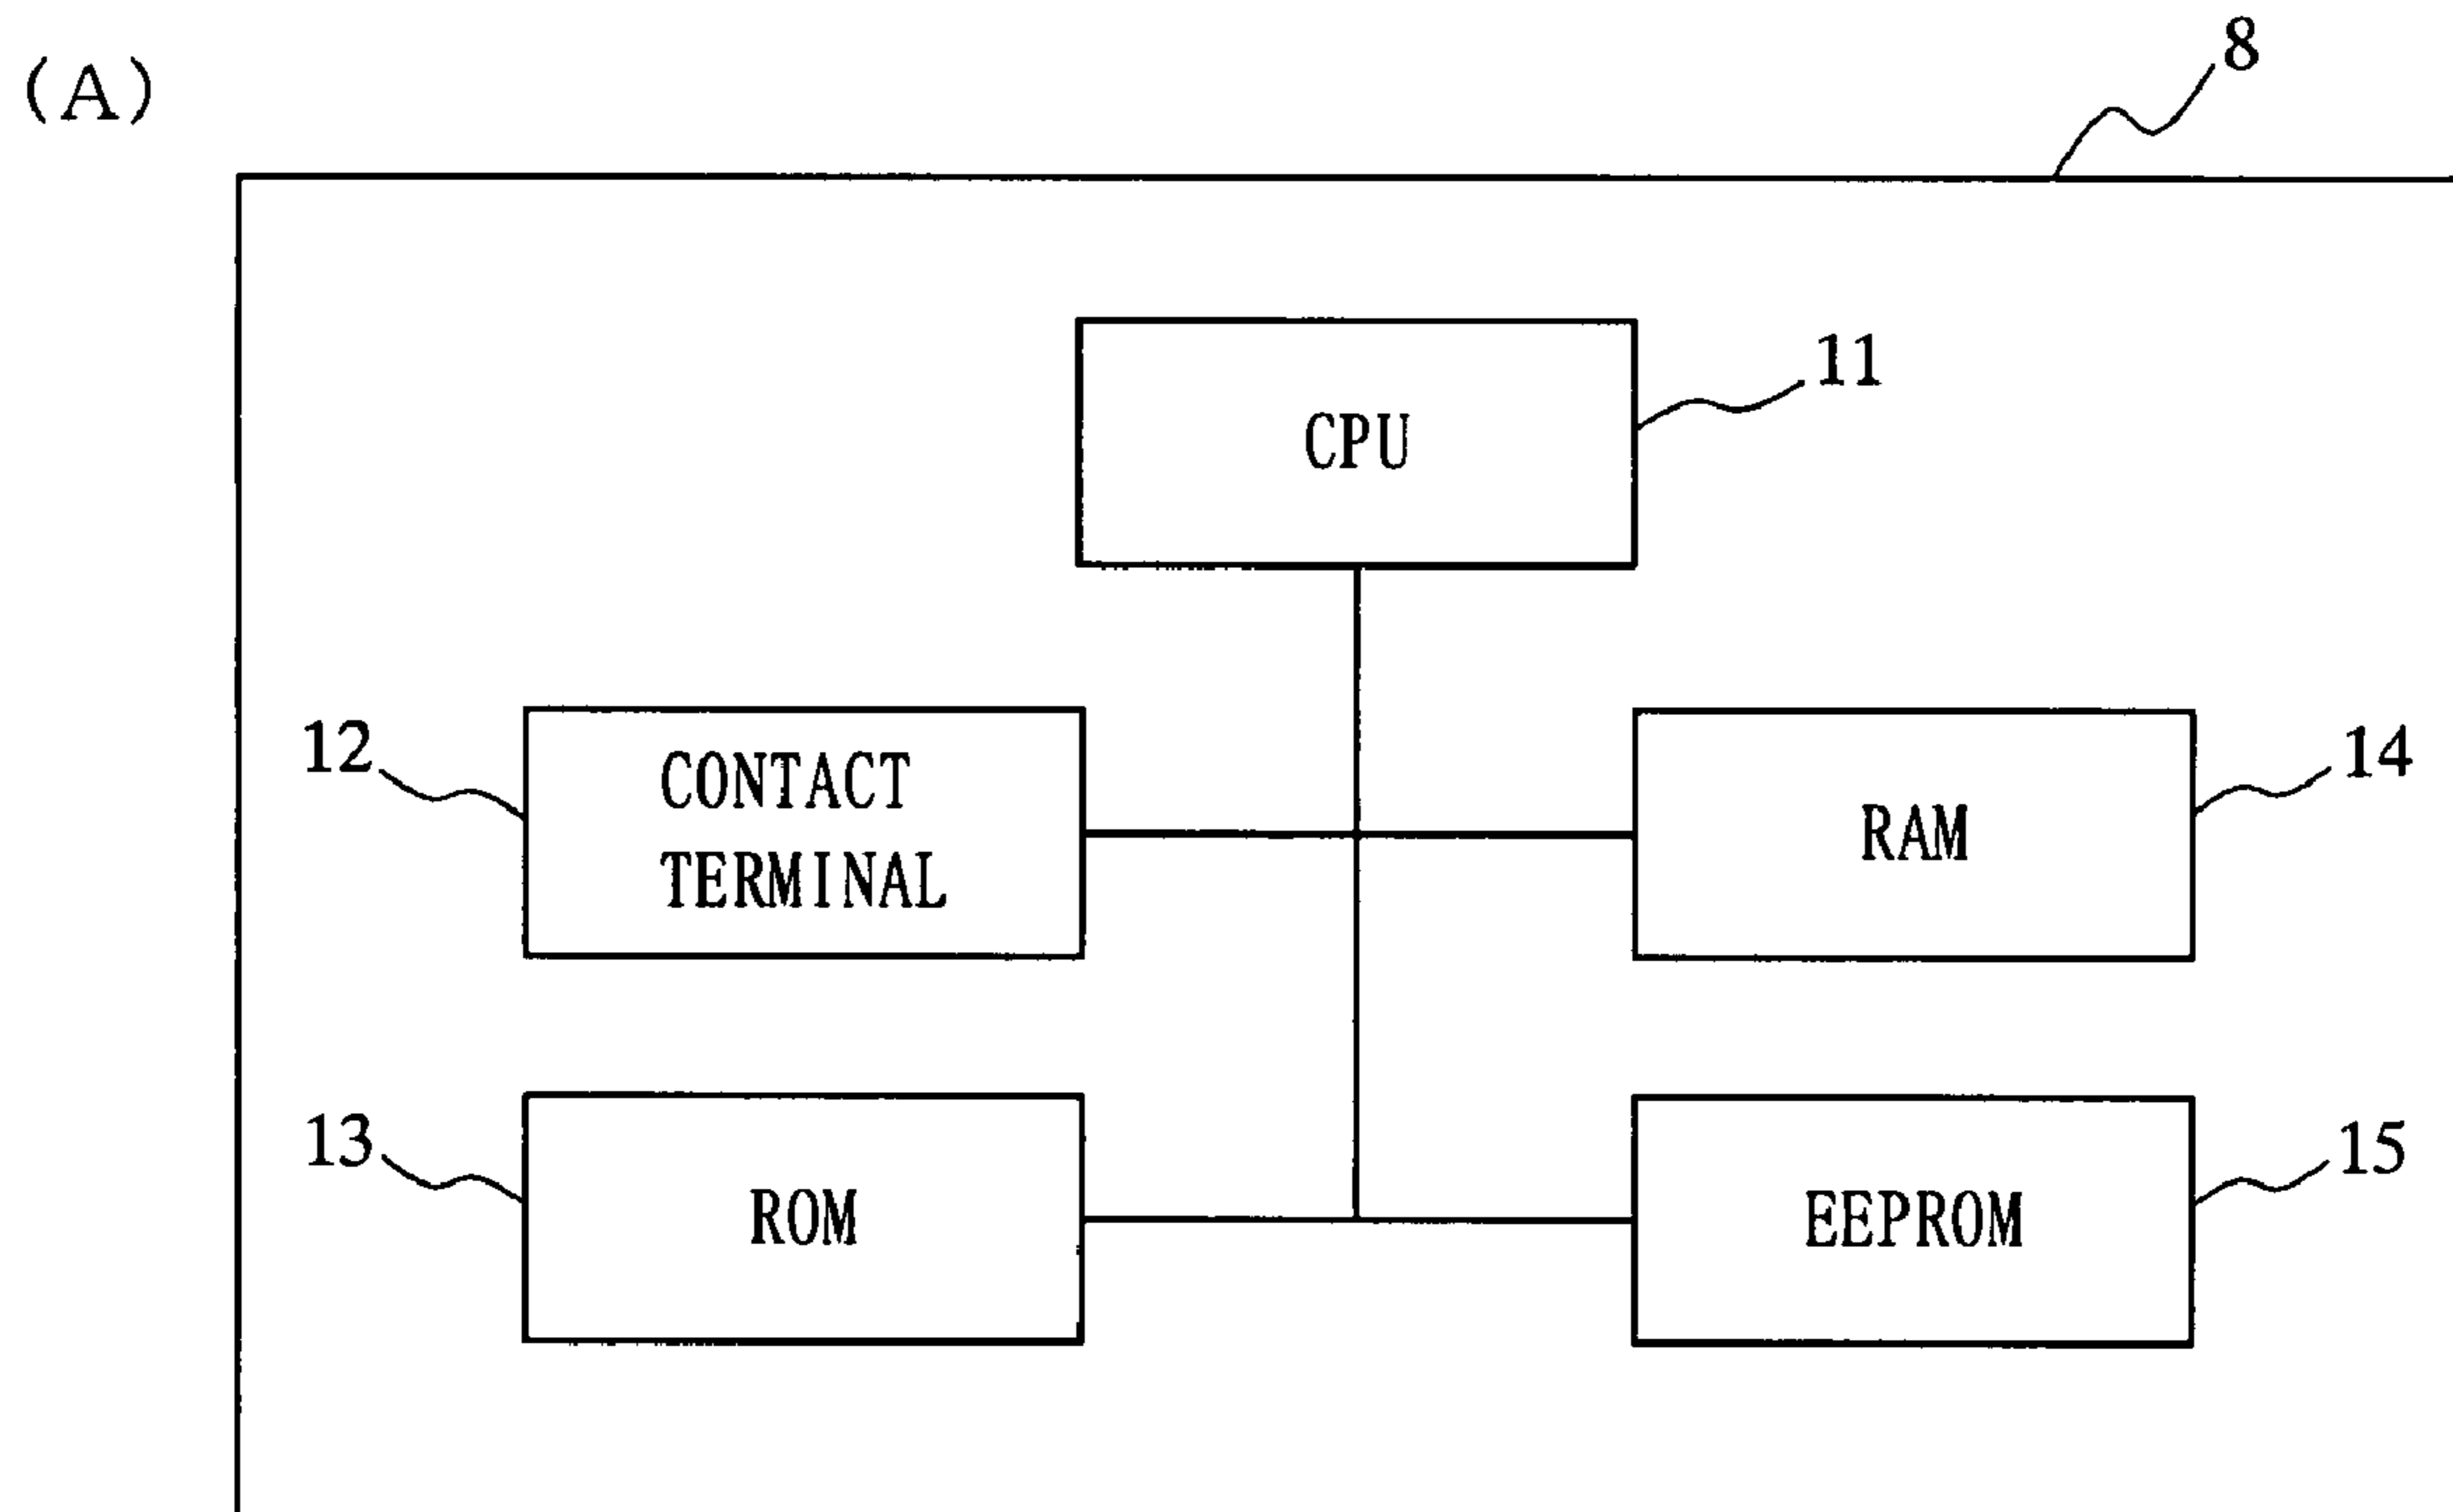 (A)
8
CPU
11
12
CONTACT
TERMINAL
RAM
14
13
ROM
EEPROM
15